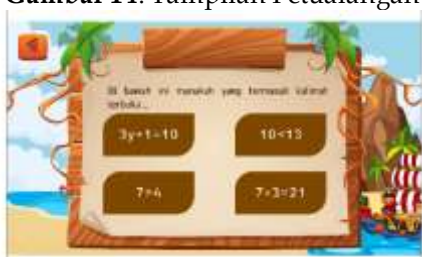 Gambar 14. Tampilan Petualangan
Di bawah ini manakah yang termasuk kalimat
terbuka...
3y+1=10
10<13
7>4
7×3=21